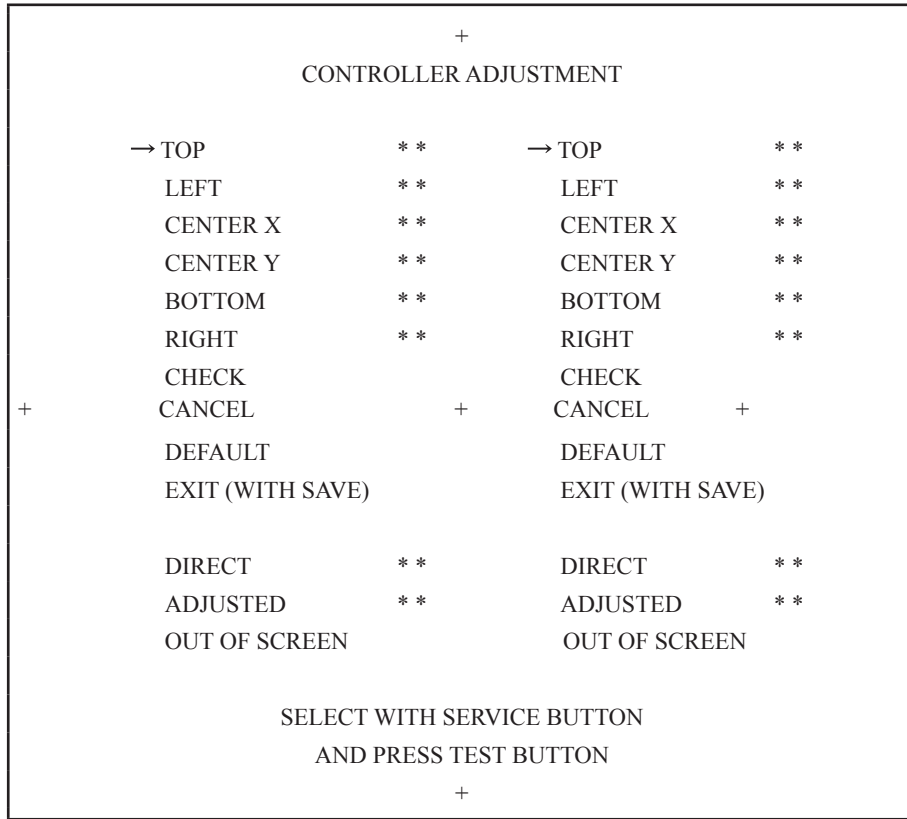 +
CONTROLLER ADJUSTMENT
→ TOP * * → TOP * *
LEFT * * LEFT * *
CENTER X * * CENTER X * *
CENTER Y * * CENTER Y * *
BOTTOM * * BOTTOM * *
RIGHT * * RIGHT * *
CHECK CHECK
+ CANCEL + CANCEL +
DEFAULT DEFAULT
EXIT (WITH SAVE) EXIT (WITH SAVE)
DIRECT * * DIRECT * *
ADJUSTED * * ADJUSTED * *
OUT OF SCREEN OUT OF SCREEN
SELECT WITH SERVICE BUTTON
AND PRESS TEST BUTTON
+